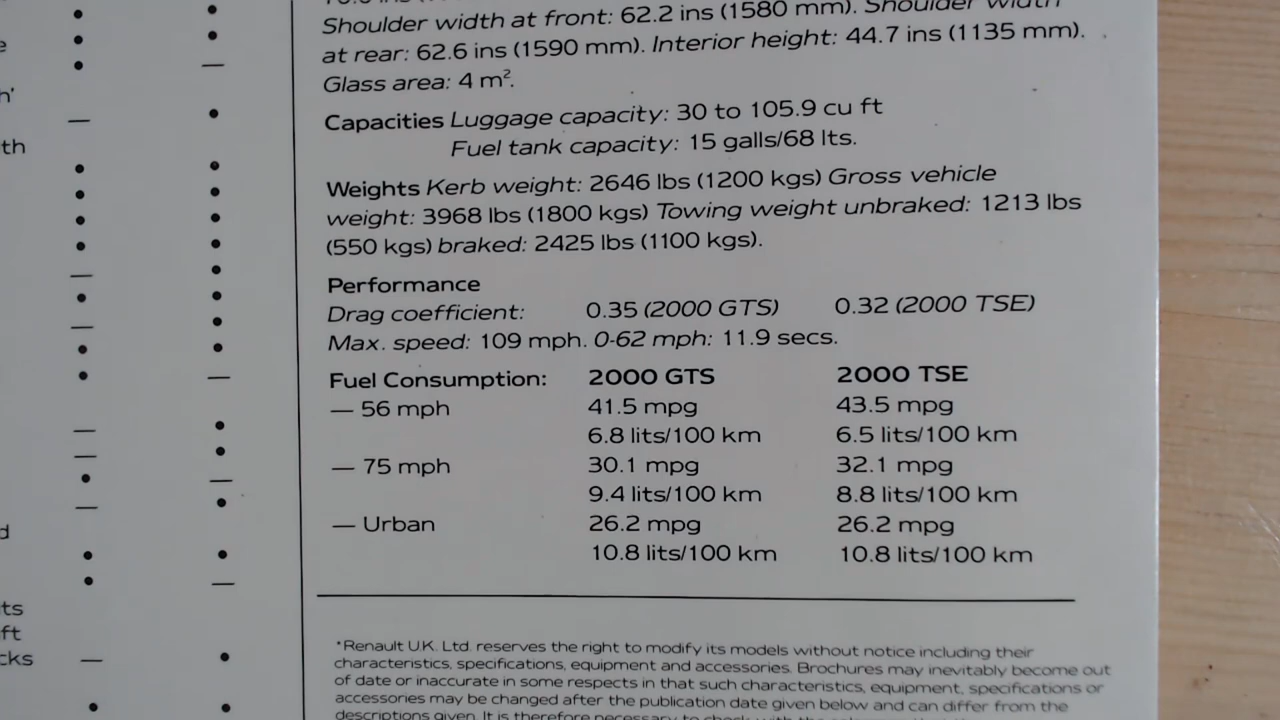 Shoulder width at front: 62.2 ins (1580 mm). Shoulder width
at rear: 62.6 ins (1590 mm). Interior height: 44.7 ins (1135 mm).
Glass area: 4 m².
Capacities Luggage capacity: 30 to 105.9 cu ft
Fuel tank capacity: 15 galls/68 lts.
Weights Kerb weight: 2646 lbs (1200 kgs) Gross vehicle
weight: 3968 lbs (1800 kgs) Towing weight unbraked: 1213 lbs
(550 kgs) braked: 2425 lbs (1100 kgs).
Performance
Drag coefficient: 0.35 (2000 GTS) 0.32 (2000 TSE)
Max. speed: 109 mph. 0-62 mph: 11.9 secs.
Fuel Consumption: 2000 GTS 2000 TSE
— 56 mph 41.5 mpg 43.5 mpg
6.8 lits/100 km 6.5 lits/100 km
— 75 mph 30.1 mpg 32.1 mpg
9.4 lits/100 km 8.8 lits/100 km
— Urban 26.2 mpg 26.2 mpg
10.8 lits/100 km 10.8 lits/100 km
*Renault U.K. Ltd. reserves the right to modify its models without notice including their
characteristics, specifications, equipment and accessories. Brochures may inevitably become out
of date or inaccurate in some respects in that such characteristics, equipment, specifications or
accessories may be changed after the publication date given below and can differ from the
descriptions given. It is therefore necessary to check with the